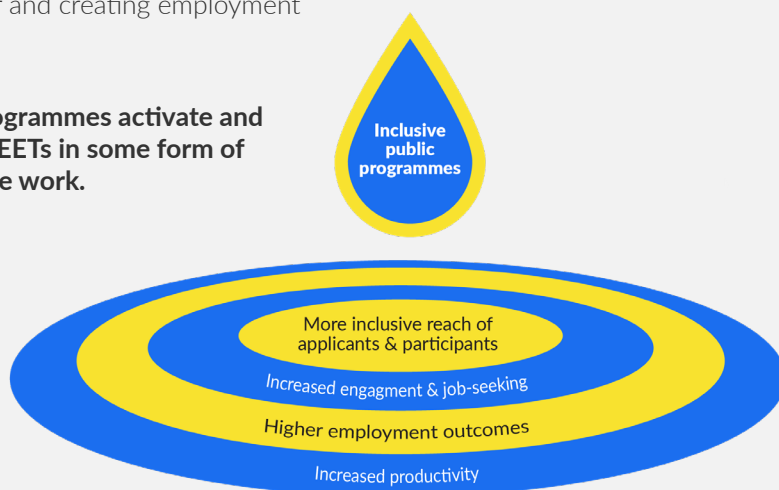 and creating employment
ogrammes activate and
EETs in some form of
e work.
Inclusive
public
programmes
More inclusive reach of
applicants & participants
Increased engagment & job-seeking
Higher employment outcomes
Increased productivity